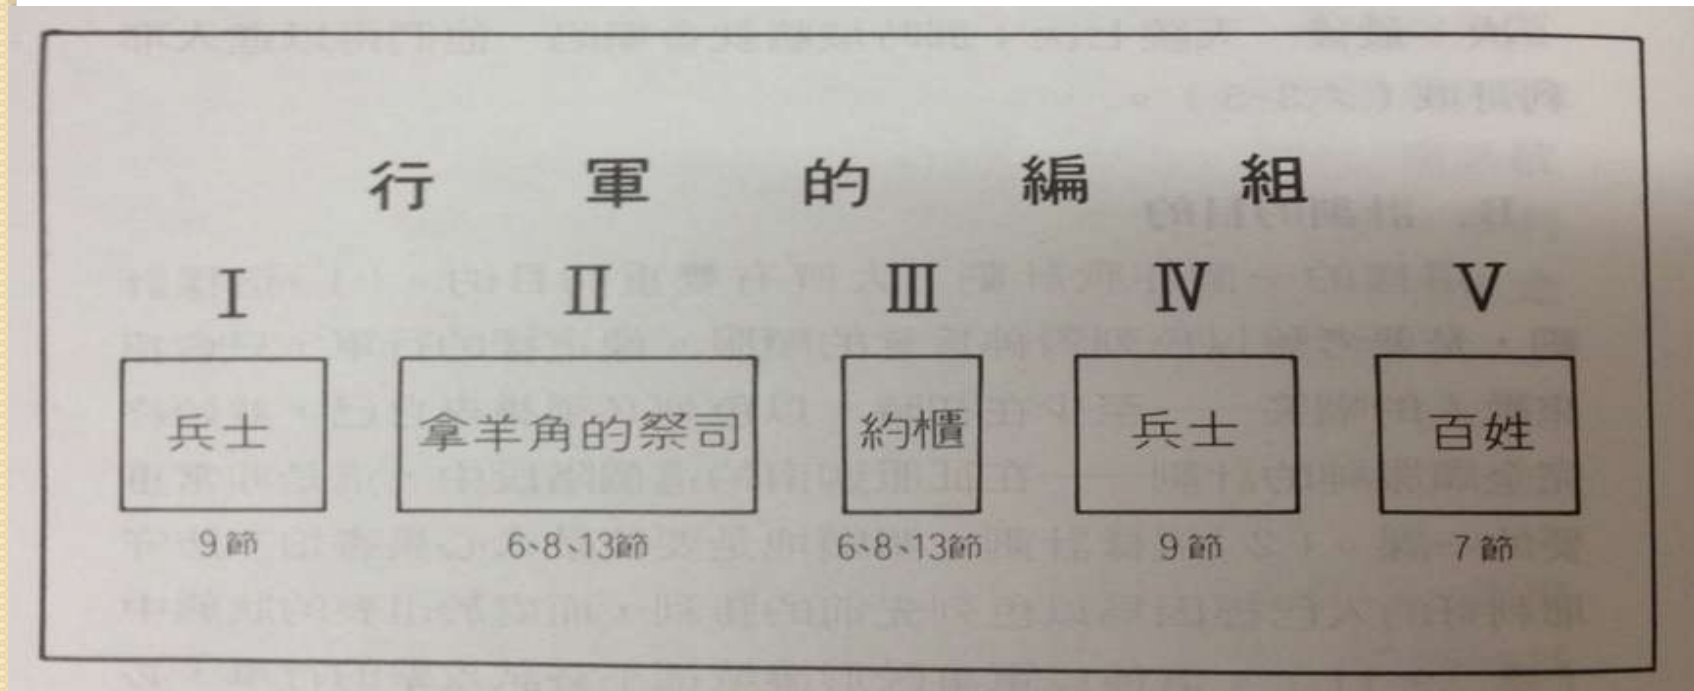 行軍的編組
I II III IV V
兵士 拿羊角的祭司 約櫃 兵士 百姓
9節 6、8、13節 6、8、13節 9節 7節